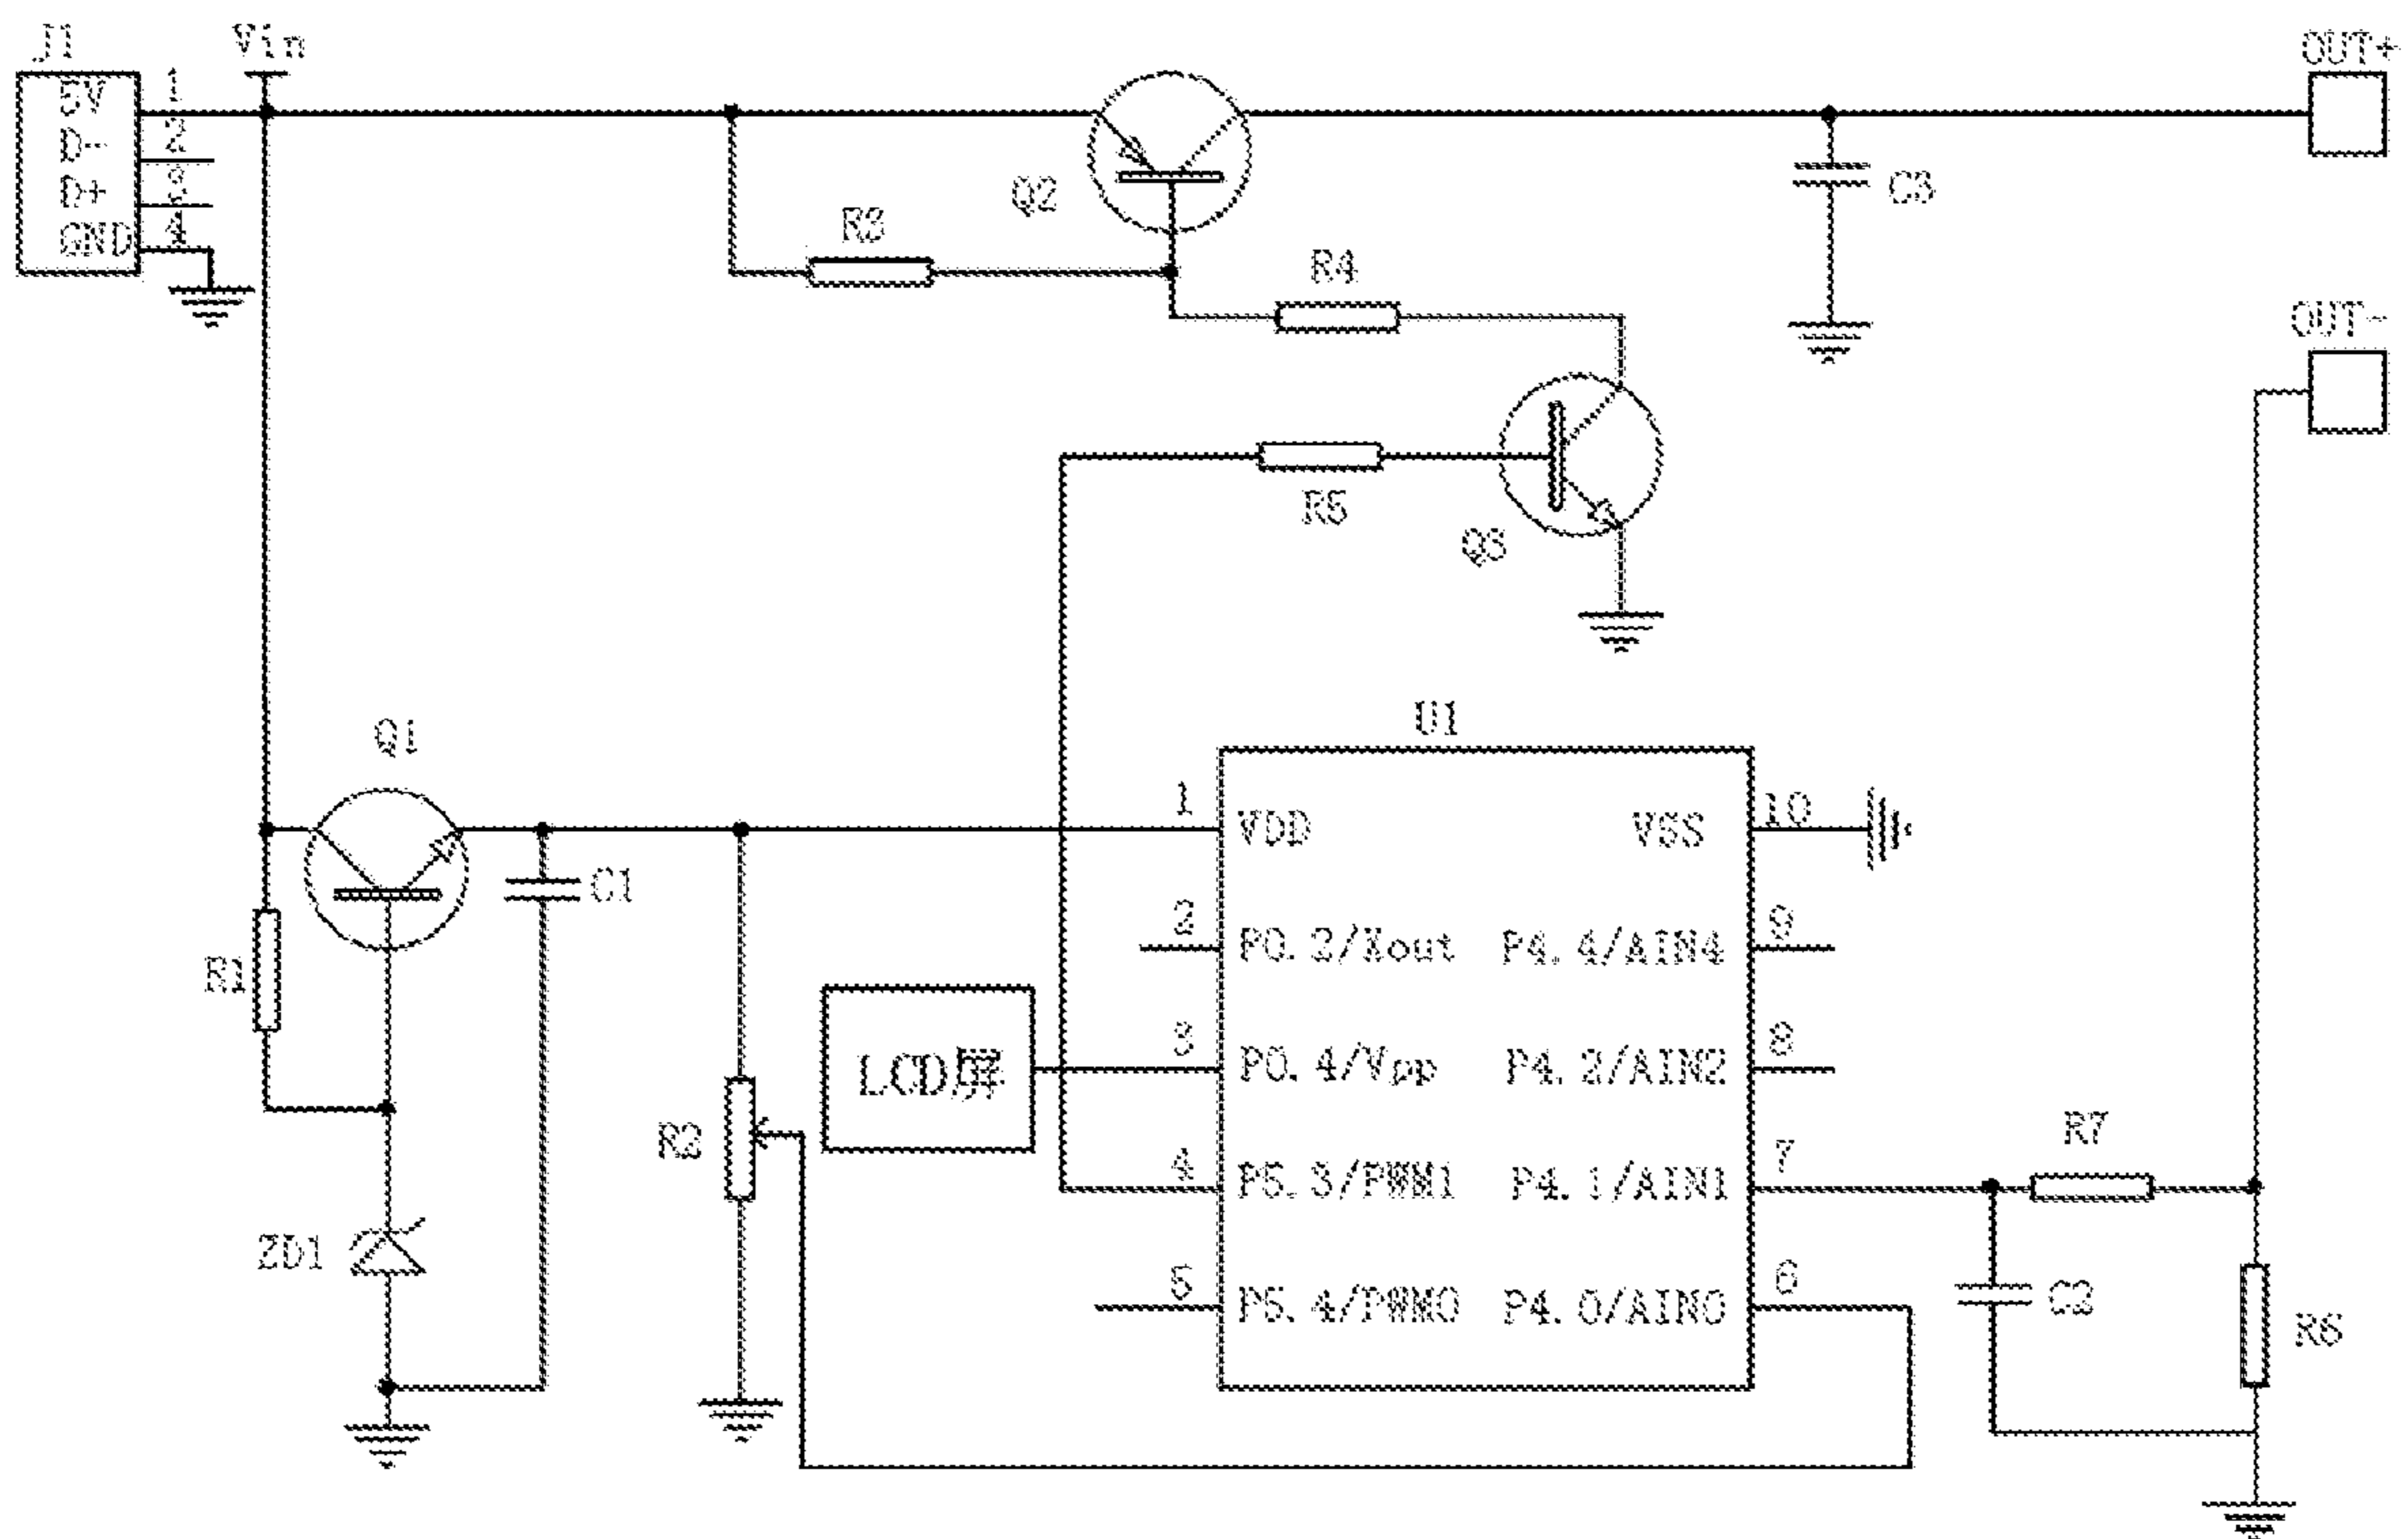 J1
Vin
OUT+
5V 1
D- 2
D+ 3
GND 4
Q2
C3
R3
R4
OUT-
R5
Q3
U1
Q1
1 VDD VSS 10
C1
2 P0.2/Xout P4.4/AIN4 9
R1
LCD屏
3 P0.4/Vpp P4.2/AIN2 8
R2
R7
4 P5.3/PWM1 P4.1/AIN1 7
ZD1
5 P5.4/PWM0 P4.0/AIN0 6
C2
R6